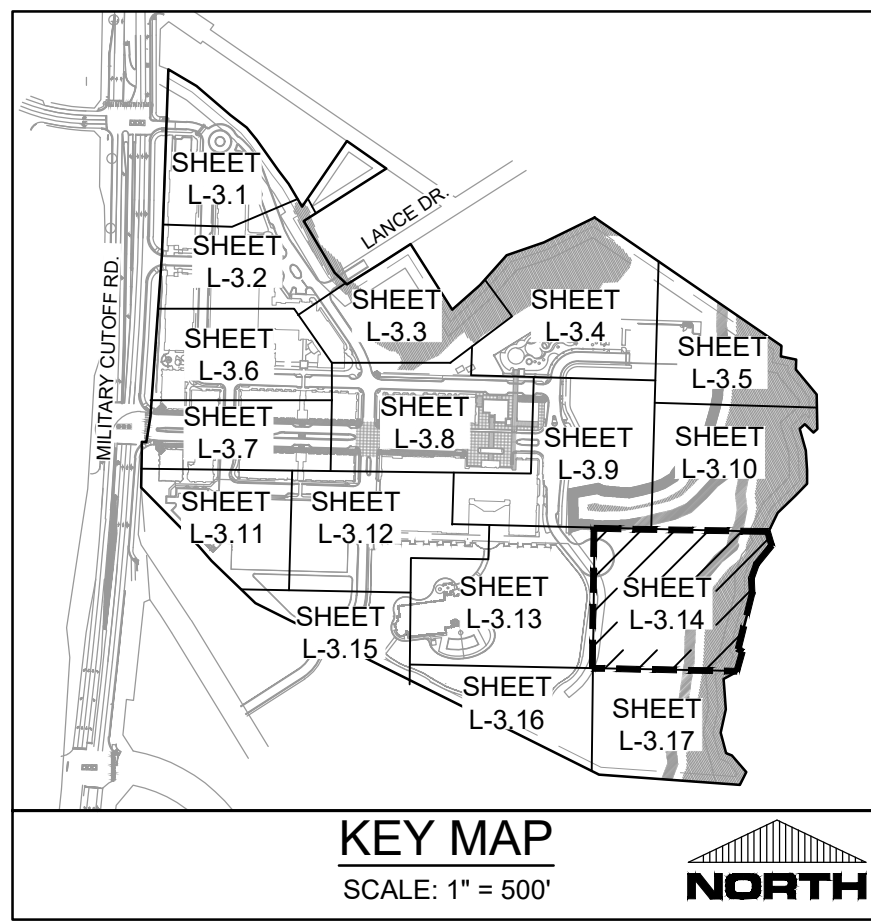 SHEET
L-3.1
LANCE DR.
SHEET
L-3.2
MILITARY CUTOFF RD.
SHEET
L-3.3
SHEET
L-3.4
SHEET
L-3.5
SHEET
L-3.6
SHEET
L-3.7
SHEET
L-3.8
SHEET
L-3.9
SHEET
L-3.10
SHEET
L-3.11
SHEET
L-3.12
SHEET
L-3.13
SHEET
L-3.14
SHEET
L-3.15
SHEET
L-3.16
SHEET
L-3.17
KEY MAP
SCALE: 1" = 500'
NORTH